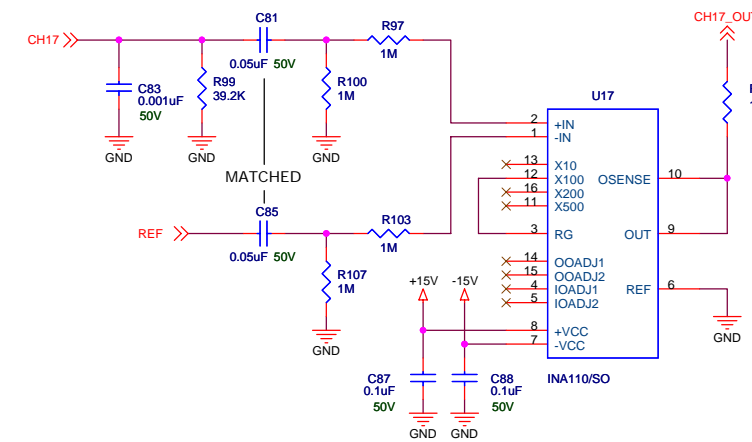 CH17
C81
0.05uF 50V
R97
1M
CH17_OUT
C83
0.001uF
50V
R99
39.2K
R100
1M
GND
GND
GND
MATCHED
REF
C85
0.05uF 50V
R103
1M
R107
1M
GND
U17
2 +IN
1 -IN
13 X10
12 X100
16 X200
11 X500
3 RG
14 OOADJ1
15 OOADJ2
4 IOADJ1
5 IOADJ2
8 +VCC
7 -VCC
OSENSE 10
OUT 9
REF 6
GND
INA110/SO
+15V
-15V
C87
0.1uF
50V
C88
0.1uF
50V
GND
GND